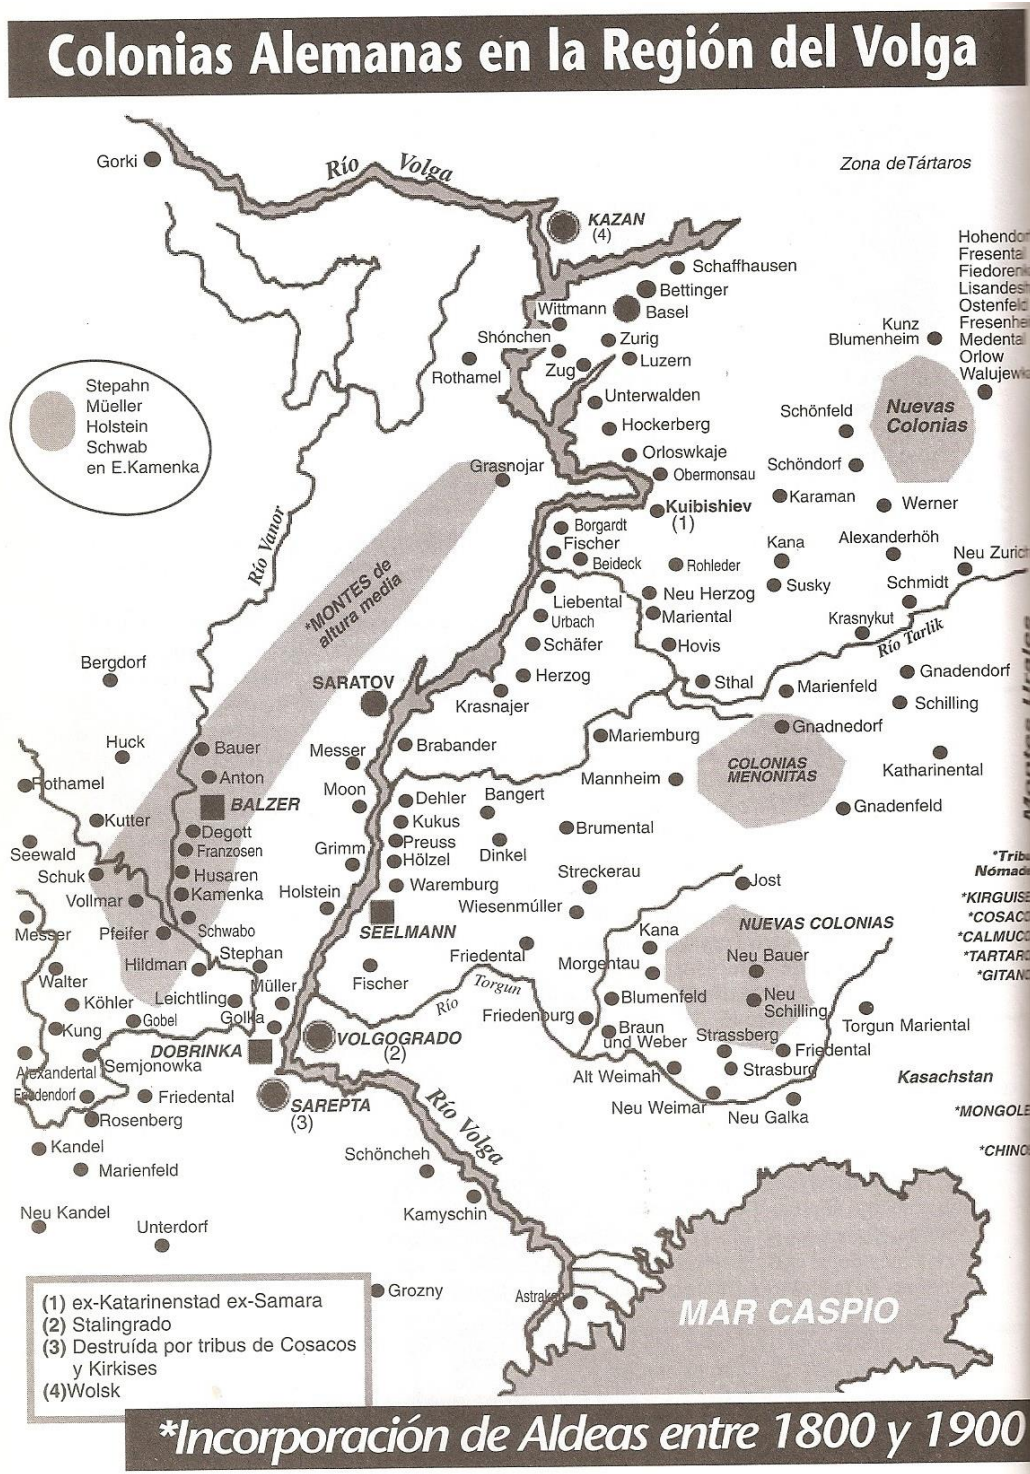 Colonias Alemanas en la Región del Volga
Gorki
Río Volga
Zona deTártaros
KAZAN
(4)
Schaffhausen
Bettinger
Wittmann
Basel
Shónchen
Zurig
Rothamel
Zug
Luzern
Kunz
Blumenheim
Orlow
Stepahn
Müeller
Holstein
Schwab
en E.Kamenka
Unterwalden
Hockerberg
Schönfeld
Nuevas
Colonias
Grasnojar
Orloswkaje
Obermonsau
Schöndorf
Kuibishiev
(1)
Karaman
Werner
Río Vanor
Borgardt
Fischer
Beideck
Rohleder
Kana
Alexanderhöh
*MONTES de
altura media
Liebental
Urbach
Neu Herzog
Mariental
Susky
Schmidt
Schäfer
Hovis
Krasnykut
Río Tarlik
Bergdorf
SARATOV
Herzog
Krasnajer
Sthal
Marienfeld
Gnadendorf
Schilling
Huck
Bauer
Messer
Brabander
Mariemburg
Gnadnedorf
Rothamel
Anton
Moon
Mannheim
COLONIAS
MENONITAS
Katharinental
BALZER
Dehler
Bangert
Gnadenfeld
Kutter
Degott
Kukus
Brumental
Seewald
Franzosen
Grimm
Preuss
Hölzel
Dinkel
Schuk
Husaren
Waremburg
Streckerau
Jost
Vollmar
Kamenka
Holstein
Wiesenmüller
*COSACO
Messer
Pfeifer
Schwabo
SEELMANN
Kana
NUEVAS COLONIAS
Walter
Hildman
Stephan
Fischer
Friedental
Morgentau
Neu Bauer
Köhler
Leichtling
Müller
Río Torgun
Blumenfeld
Neu
Schilling
Kung
Gobel
Golka
VOLGOGRADO
(2)
Friedenburg
Braun
und Weber
Strassberg
Torgun Mariental
Alexandertal
Semjonowka
DOBRINKA
Alt Weimah
Strasburg
Friedental
Kasachstan
Friedendorf
Friedental
SAREPTA
(3)
Río Volga
Neu Weimar
Neu Galka
Rosenberg
Kandel
Marienfeld
Schöncheh
Neu Kandel
Unterdorf
Kamyschin
Grozny
MAR CASPIO
(1) ex-Katarinenstad ex-Samara
(2) Stalingrado
(3) Destruída por tribus de Cosacos
y Kirkises
(4)Wolsk
*Incorporación de Aldeas entre 1800 y 1900